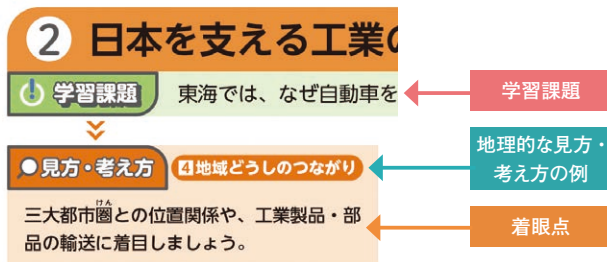 2 日本を支える工業の
学習課題 東海では、なぜ自動車を
学習課題
見方・考え方 4地域どうしのつながり
地理的な見方・
考え方の例
けん
三大都市圏との位置関係や、工業製品・部
品の輸送に着目しましょう。
着眼点